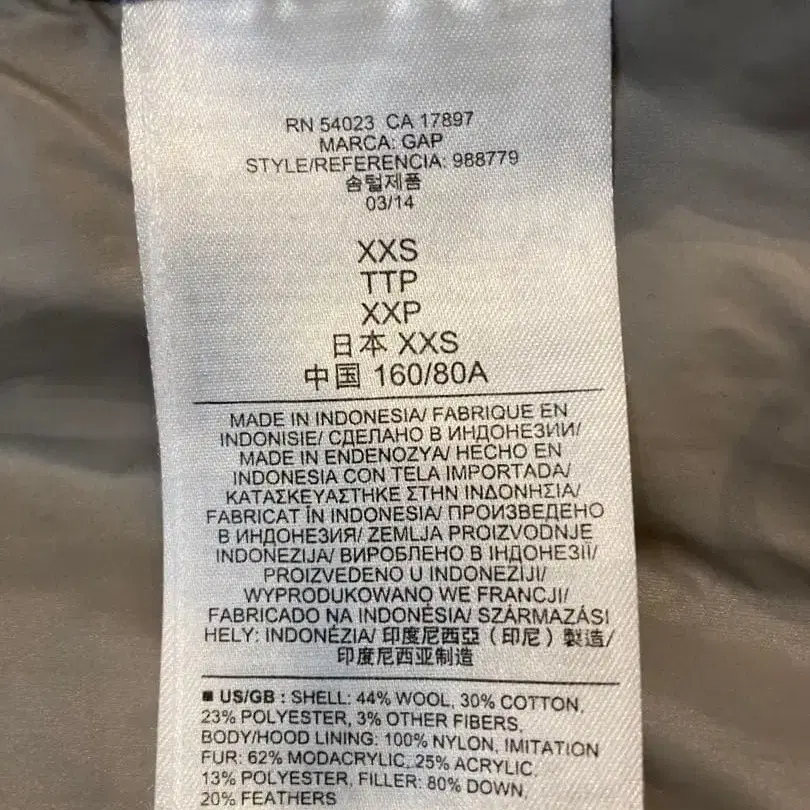 RN 54023 CA 17897
MARCA: GAP
STYLE/REFERENCIA: 988779
솜털제품
03/14
XXS
TTP
XXP
日本 XXS
中国 160/80A
MADE IN INDONESIA/ FABRIQUE EN
INDONISIE/ СДЕЛАНО В ИНДОНЕЗИИ/
MADE IN ENDENOZYA/ HECHO EN
INDONESIA CON TELA IMPORTADA/
ΚΑΤΑΣΚΕΥΑΣΤΗΚΕ ΣΤΗΝ ΙΝΔΟΝΗΣΙΑ/
FABRICAT ÎN INDONESIA/ ПРОИЗВЕДЕНО
В ИНДОНЕЗИЯ/ ZEMLJA PROIZVODNJE
INDONEZIJA/ ВИРОБЛЕНО В ІНДОНЕЗІЇ/
PROIZVEDENO U INDONEZIJI/
WYPRODUKOWANO WE FRANCJI/
FABRICADO NA INDONÉSIA/ SZÁRMAZÁSI
HELY: INDONÉZIA/ 印度尼西亞（印尼）製造/
印度尼西亚制造
■ US/GB : SHELL: 44% WOOL, 30% COTTON,
23% POLYESTER, 3% OTHER FIBERS,
BODY/HOOD LINING: 100% NYLON, IMITATION
FUR: 62% MODACRYLIC, 25% ACRYLIC,
13% POLYESTER, FILLER: 80% DOWN,
20% FEATHERS